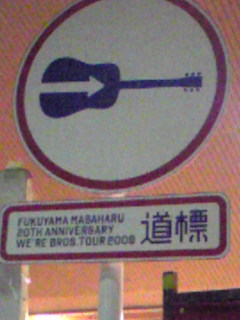 FUKUYAMA MASAHARU
20TH ANNIVERSARY
WE'RE BROS. TOUR 2009
道標